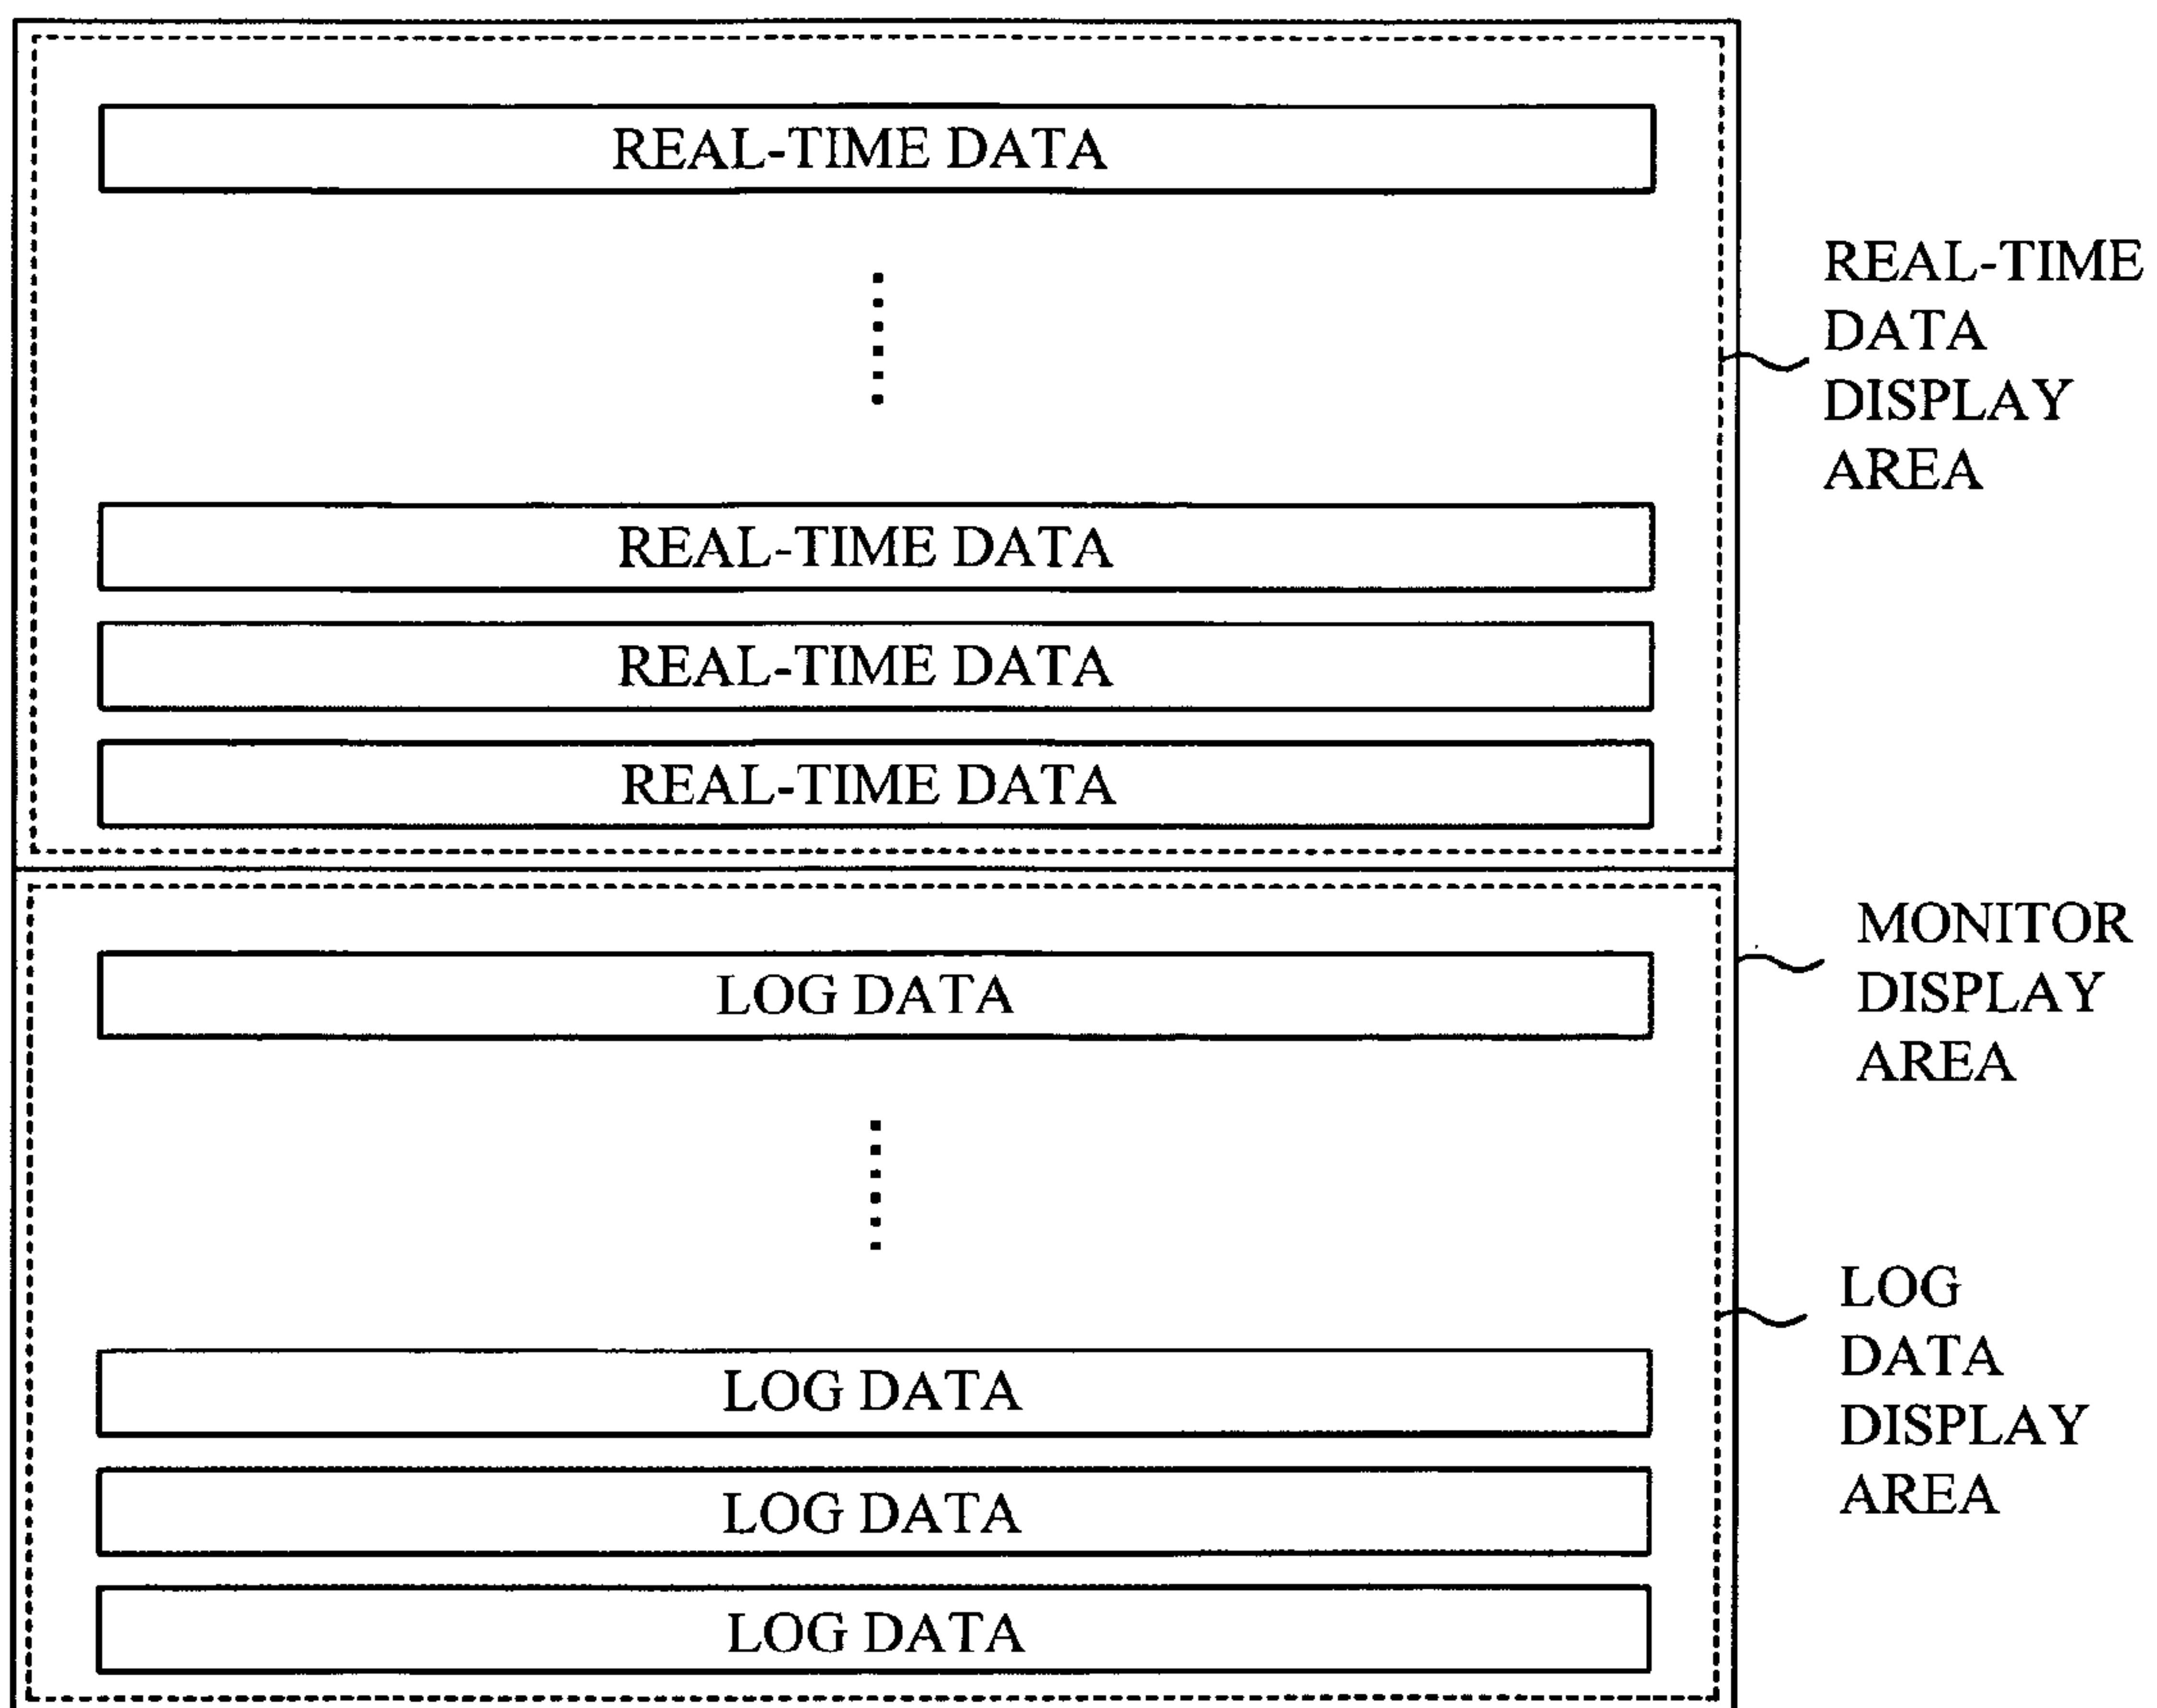 REAL-TIME DATA
REAL-TIME
DATA
DISPLAY
AREA
REAL-TIME DATA
REAL-TIME DATA
REAL-TIME DATA
MONITOR
DISPLAY
AREA
LOG DATA
LOG
DATA
DISPLAY
AREA
LOG DATA
LOG DATA
LOG DATA